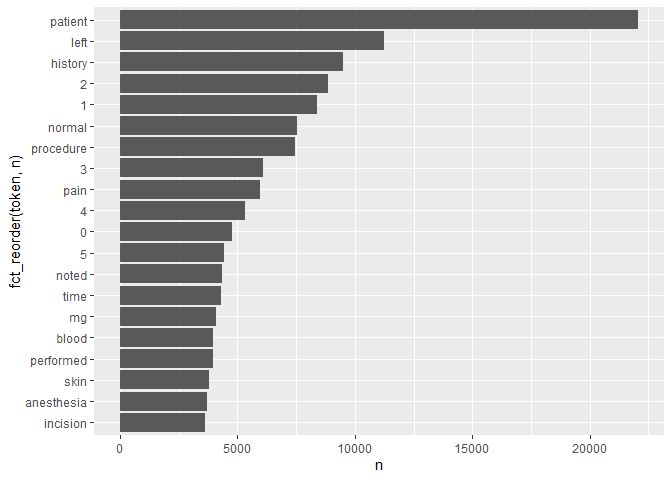 patient
left
history
2
1
normal
procedure
3
pain
4
0
5
noted
time
mg
blood
performed
skin
anesthesia
incision
fct_reorder(token, n)
0 5000 10000 15000 20000
n